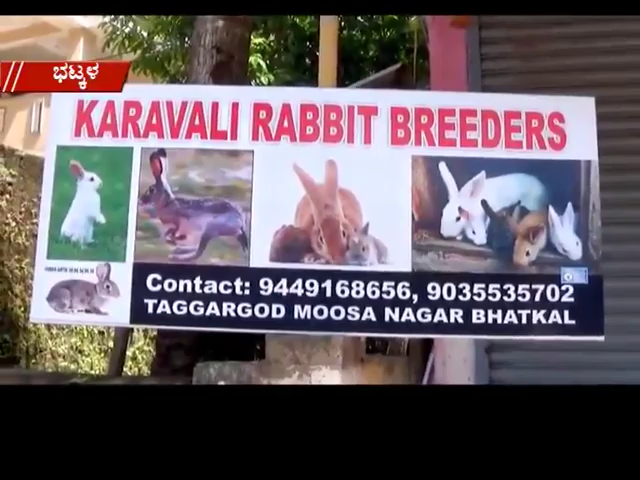 ಭಟ್ಕಳ
KARAVALI RABBIT BREEDERS
Contact: 9449168656, 9035535702
TAGGARGOD MOOSA NAGAR BHATKAL